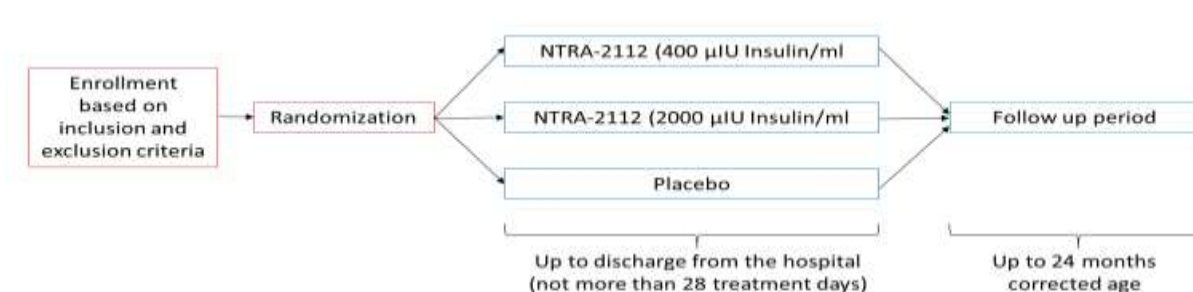 Enrollment
based on
inclusion and
exclusion criteria
Randomization
NTRA-2112 (400 µIU Insulin/ml
NTRA-2112 (2000 µIU Insulin/ml
Placebo
Follow up period
Up to discharge from the hospital
(not more than 28 treatment days)
Up to 24 months
corrected age